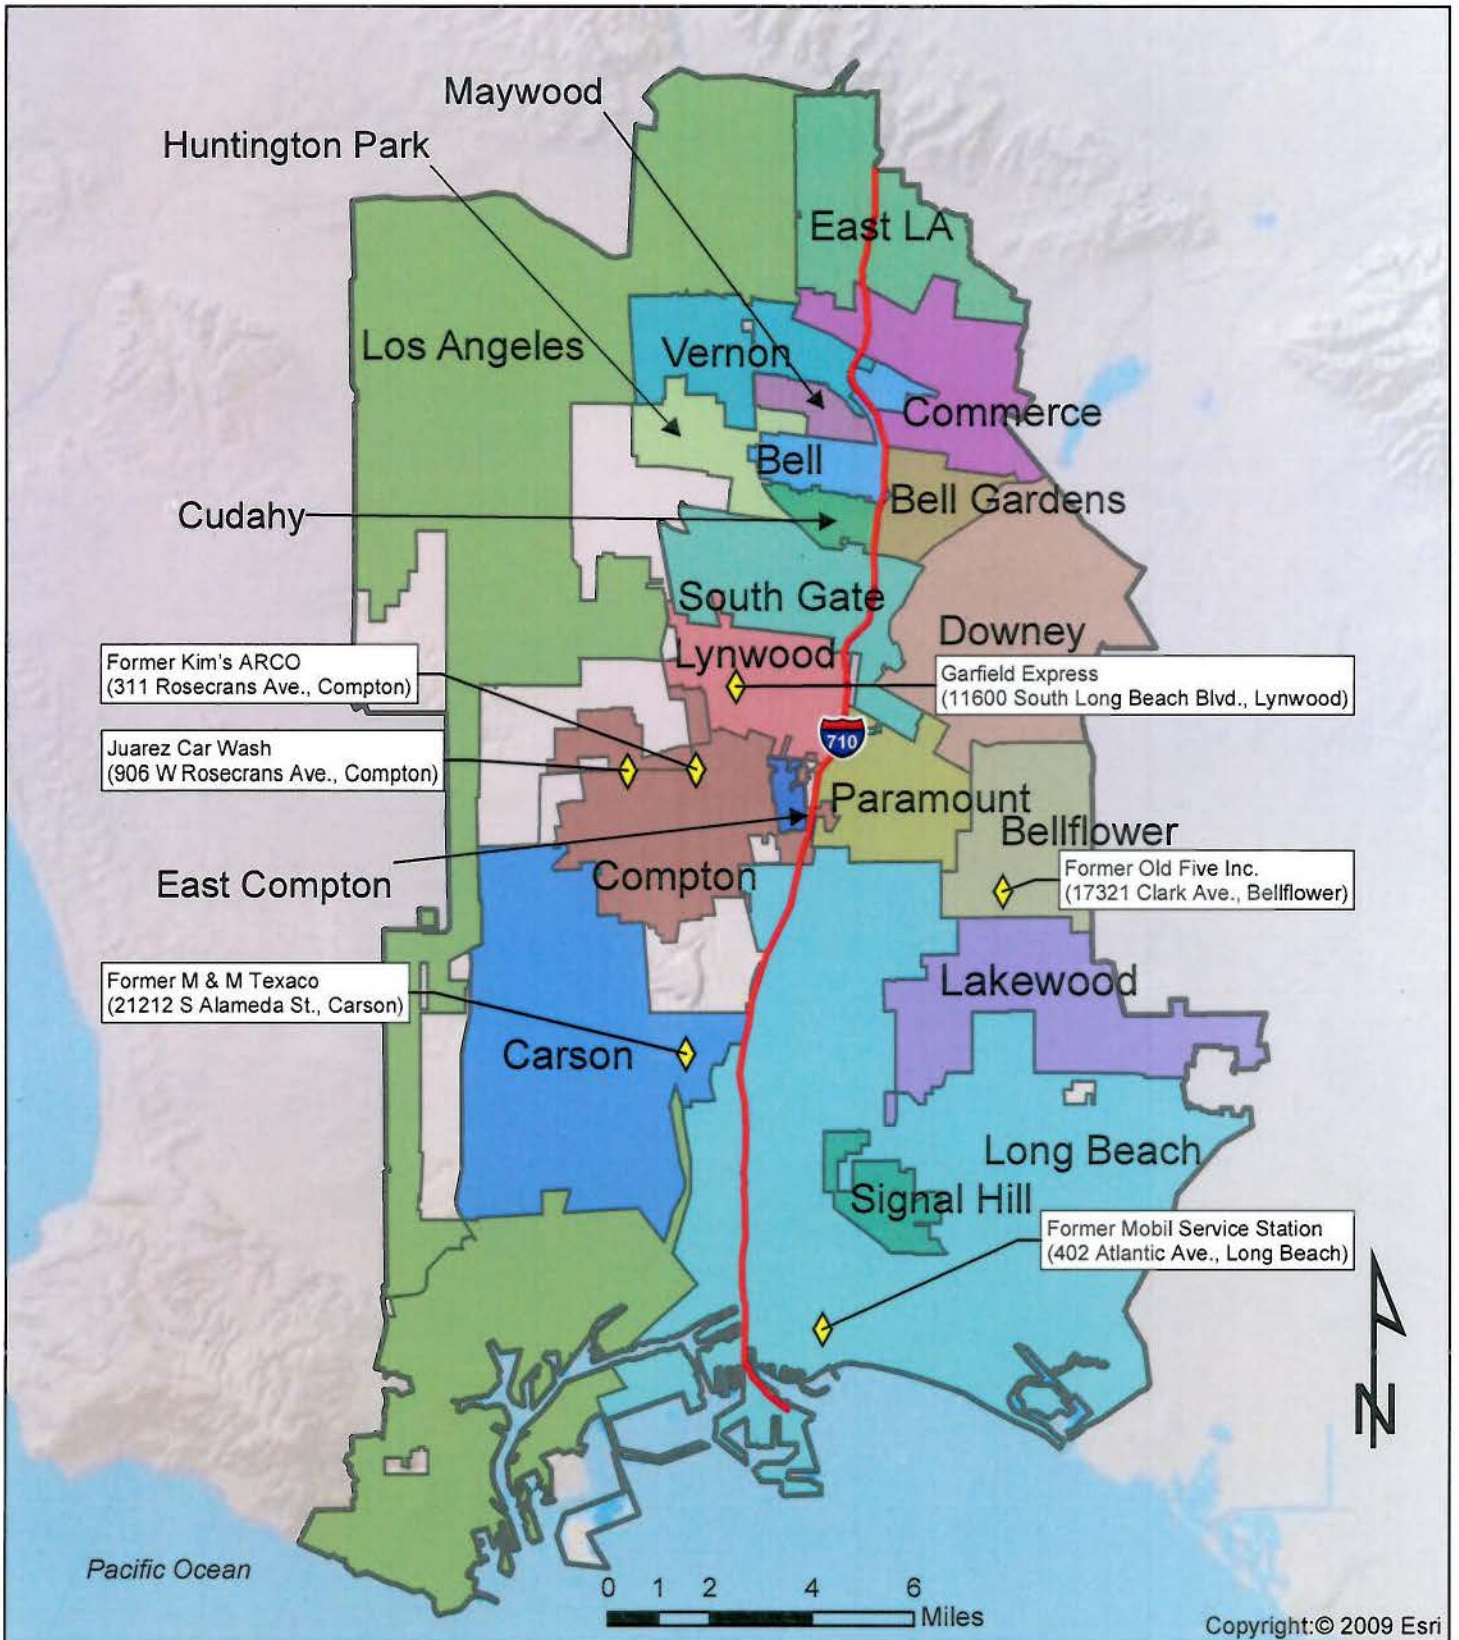 Maywood
Huntington Park
East LA
Los Angeles
Vernon
Commerce
Bell
Bell Gardens
Cudahy
South Gate
Downey
Lynwood
Former Kim's ARCO
(311 Rosecrans Ave., Compton)
Garfield Express
(11600 South Long Beach Blvd., Lynwood)
710
Juarez Car Wash
(906 W Rosecrans Ave., Compton)
Paramount
Bellflower
East Compton
Compton
Former Old Five Inc.
(17321 Clark Ave., Bellflower)
Former M & M Texaco
(21212 S Alameda St., Carson)
Lakewood
Carson
Long Beach
Signal Hill
Former Mobil Service Station
(402 Atlantic Ave., Long Beach)
N
Pacific Ocean
0 1 2 4 6
Miles
Copyright:© 2009 Esri